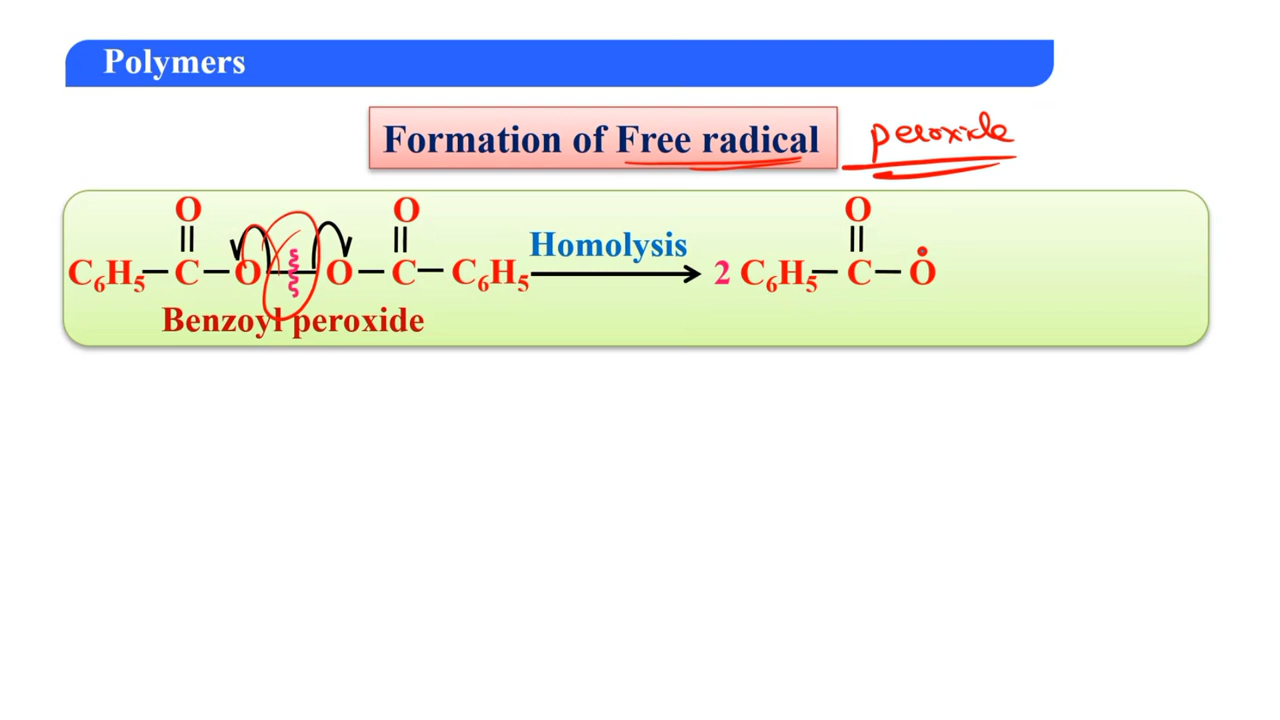 Polymers
Formation of Free radical peroxide
O O O
|| || ||
C₆H₅—C—O—O—C—C₆H₅ Homolysis → 2 C₆H₅—C—Ȯ
Benzoyl peroxide